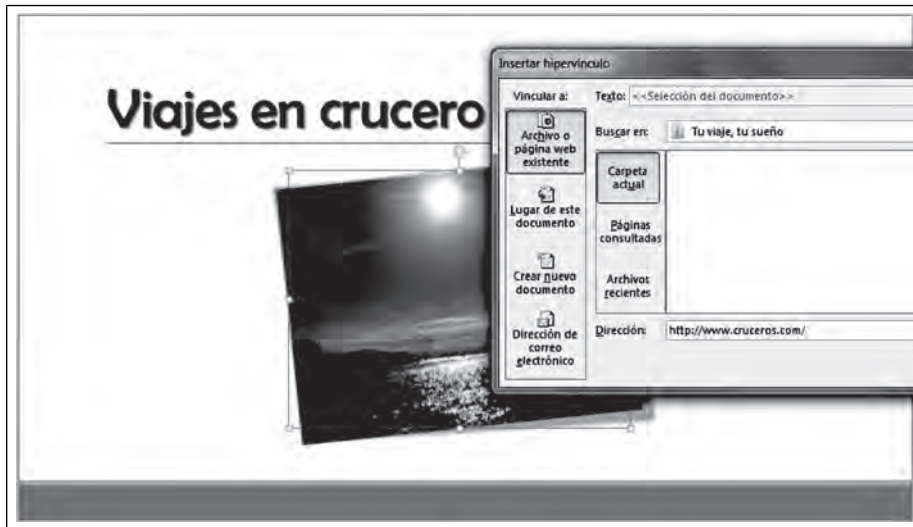 Viajes en crucero
Insertar hipervínculo
Vincular a:
Texto: <<Selección del documento>>
Archivo o
página web
existente
Buscar en: Tu viaje, tu sueño
Carpeta
actual
Lugar de este
documento
Páginas
consultadas
Crear nuevo
documento
Archivos
recientes
Dirección de
correo
electrónico
Dirección: http://www.cruceros.com/